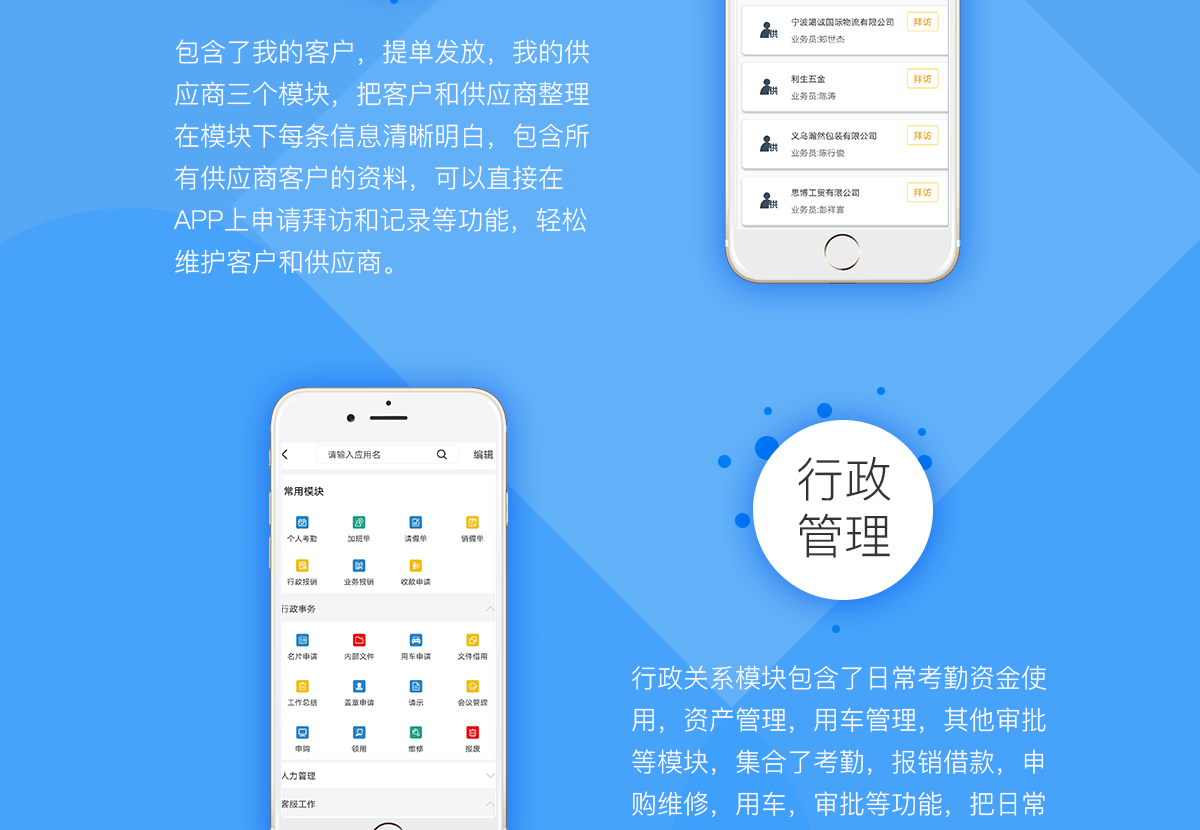 包含了我的客户，提单发放，我的供
应商三个模块，把客户和供应商整理
在模块下每条信息清晰明白，包含所
有供应商客户的资料，可以直接在
APP上申请拜访和记录等功能，轻松
维护客户和供应商。
供
宁波竭诚国际物流有限公司
拜访
业务员:郑世杰
供
利生五金
拜访
业务员:陈涛
供
义乌瀚然包装有限公司
拜访
业务员:陈行俊
供
思博工贸有限公司
拜访
业务员:彭祥喜
请输入应用名
编辑
常用模块
个人考勤 加班单 请假单 销假单
行政报销 业务报销 收款申请
行政事务
名片申请 内部文件 用车申请 文件借用
工作总结 盖章申请 请示 会议管理
申购 领用 维修 报废
人力管理
客服工作
行政
管理
行政关系模块包含了日常考勤资金使
用，资产管理，用车管理，其他审批
等模块，集合了考勤，报销借款，申
购维修，用车，审批等功能，把日常